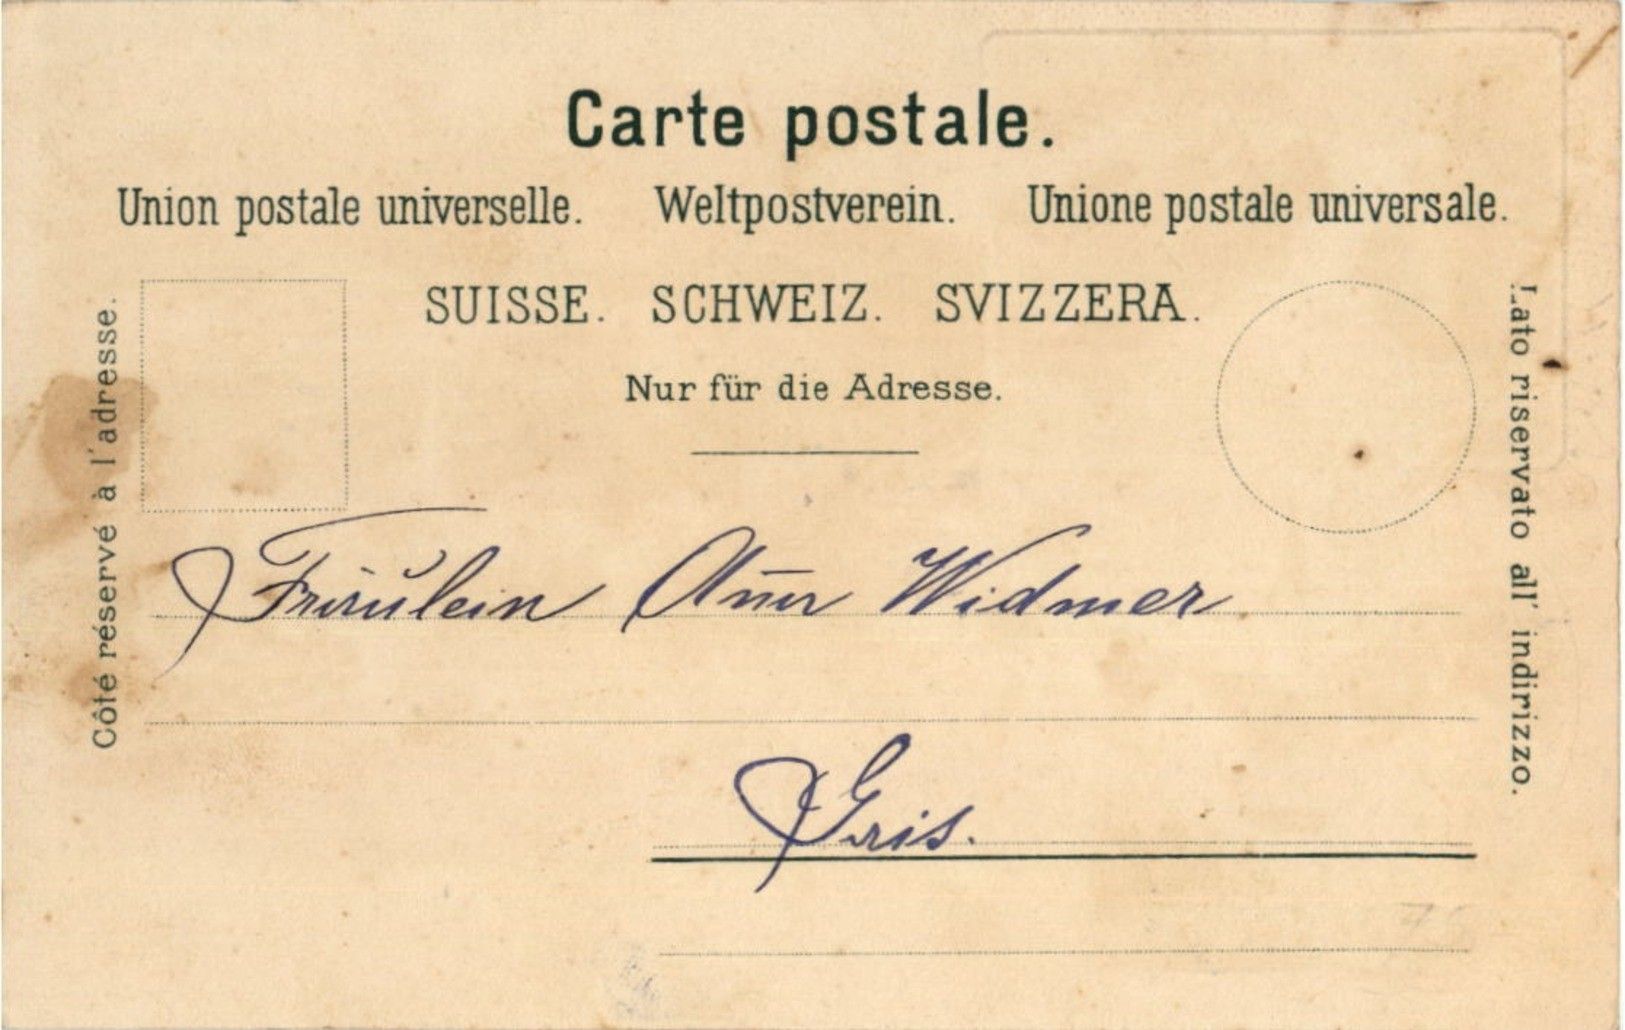 Carte postale.
Union postale universelle. Weltpostverein. Unione postale universale.
SUISSE. SCHWEIZ. SVIZZERA.
Nur für die Adresse.
Côté réservé à l'adresse.
Lato riservato all' indirizzo.
Fräulein Widmer